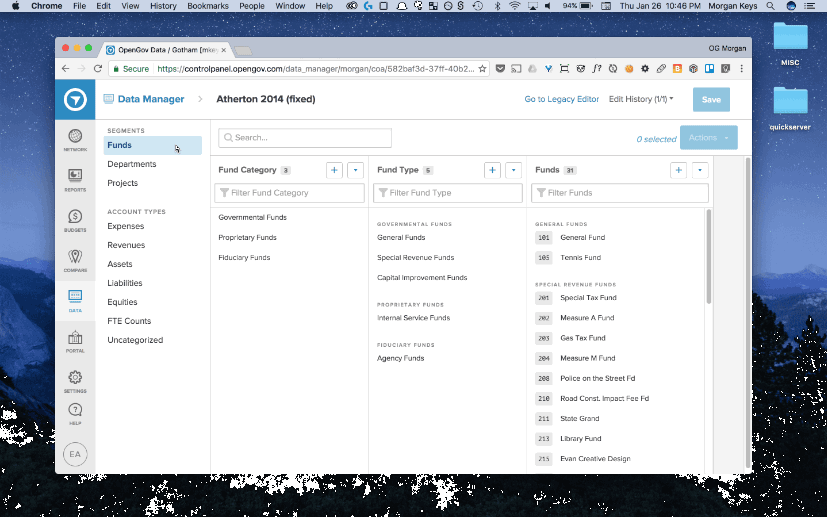 Chrome File Edit View History Bookmarks People Window Help 94% Thu Jan 26 10:46 PM Morgan Keys
OpenGov Data / Gotham [mkey
OG Morgan
Secure https://controlpanel.opengov.com/data_manager/morgan/coa/582baf3d-37ff-40b2...
MISC
quickserver
Data Manager > Atherton 2014 (fixed)
Go to Legacy Editor Edit History (1/1) Save
NETWORK
REPORTS
BUDGETS
COMPARE
DATA
PORTAL
SETTINGS
HELP
EA
SEGMENTS
Funds
Departments
Projects
ACCOUNT TYPES
Expenses
Revenues
Assets
Liabilities
Equities
FTE Counts
Uncategorized
Search...
0 selected Actions
Fund Category 3
Filter Fund Category
Governmental Funds
Proprietary Funds
Fiduciary Funds
Fund Type 5
Filter Fund Type
GOVERNMENTAL FUNDS
General Funds
Special Revenue Funds
Capital Improvement Funds
PROPRIETARY FUNDS
Internal Service Funds
FIDUCIARY FUNDS
Agency Funds
Funds 31
Filter Funds
GENERAL FUNDS
101 General Fund
105 Tennis Fund
SPECIAL REVENUE FUNDS
201 Special Tax Fund
202 Measure A Fund
203 Gas Tax Fund
204 Measure M Fund
208 Police on the Street Fd
210 Road Const. Impact Fee Fd
211 State Grand
213 Library Fund
215 Evan Creative Design